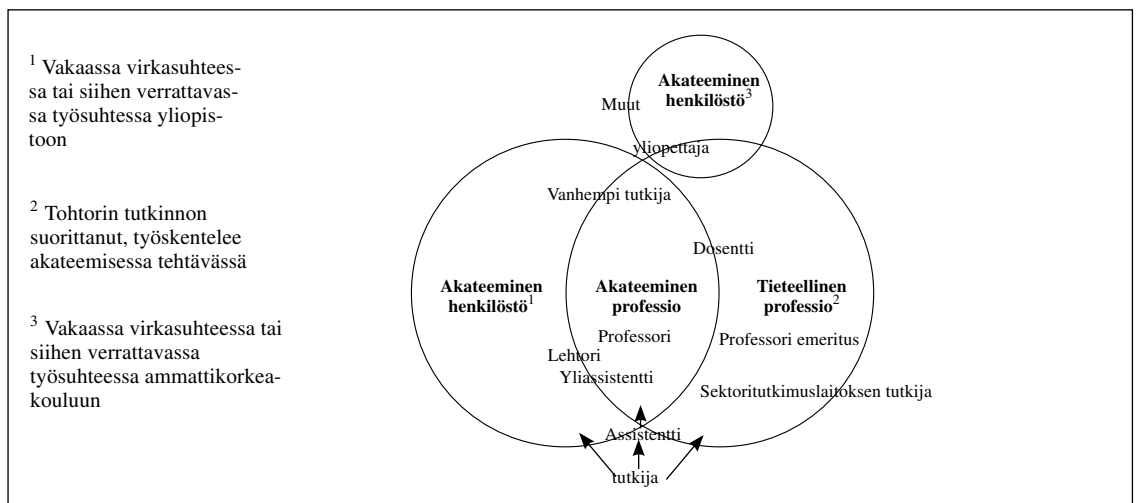 ¹ Vakaassa virkasuhtees-
sa tai siihen verrattavas-
sa työsuhtessa yliopis-
toon
² Tohtorin tutkinnon
suorittanut, työskentelee
akateemisessa tehtävässä
³ Vakaassa virkasuhteessa tai
siihen verrattavassa
työsuhteessa ammattikorkea-
kouluun
Akateeminen
henkilöstö³
Muut
yliopettaja
Vanhempi tutkija
Dosentti
Akateeminen
henkilöstö¹
Akateeminen
professio
Tieteellinen
professio²
Professori
Professori emeritus
Lehtori
Yliassistentti
Sektoritutkimuslaitoksen tutkija
Assistentti
tutkija